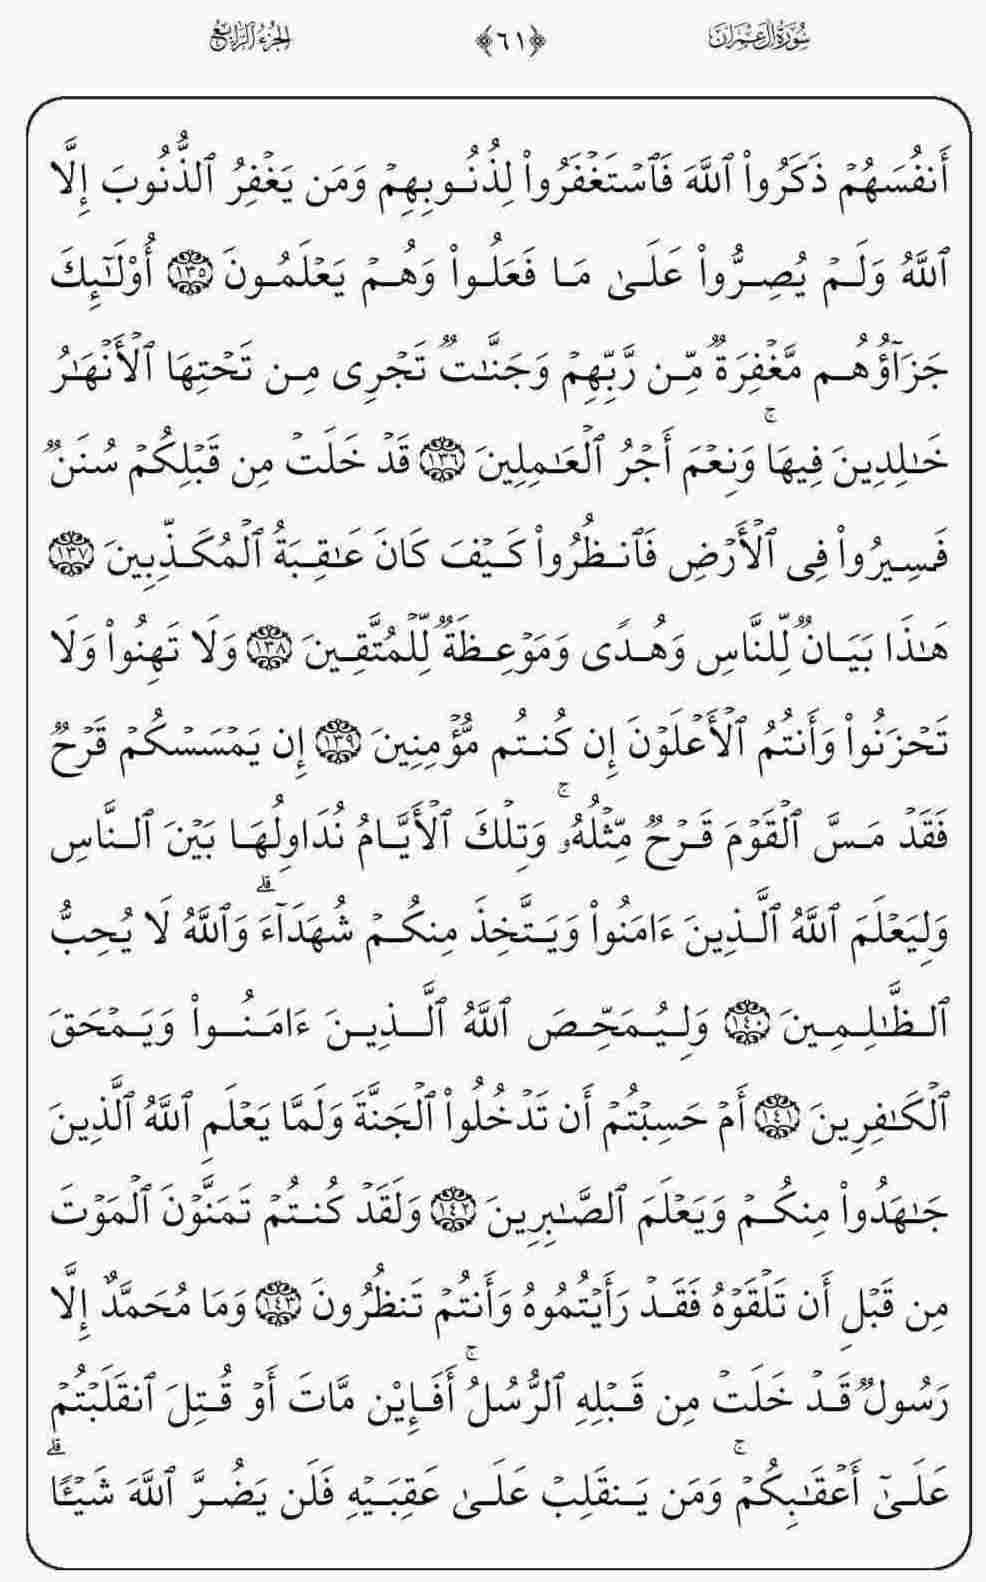 سُورَةُ آلِ عِمْرَانَ ﴿٦١﴾ الجُزْءُ الرَّابِعُ
أَنفُسَهُمْ ذَكَرُوا۟ ٱللَّهَ فَٱسْتَغْفَرُوا۟ لِذُنُوبِهِمْ وَمَن يَغْفِرُ ٱلذُّنُوبَ إِلَّا
ٱللَّهُ وَلَمْ يُصِرُّوا۟ عَلَىٰ مَا فَعَلُوا۟ وَهُمْ يَعْلَمُونَ ١٣٥ أُو۟لَـٰٓئِكَ
جَزَآؤُهُم مَّغْفِرَةٌ مِّن رَّبِّهِمْ وَجَنَّـٰتٌ تَجْرِى مِن تَحْتِهَا ٱلْأَنْهَـٰرُ
خَـٰلِدِينَ فِيهَا ۚ وَنِعْمَ أَجْرُ ٱلْعَـٰمِلِينَ ١٣٦ قَدْ خَلَتْ مِن قَبْلِكُمْ سُنَنٌ
فَسِيرُوا۟ فِى ٱلْأَرْضِ فَٱنظُرُوا۟ كَيْفَ كَانَ عَـٰقِبَةُ ٱلْمُكَذِّبِينَ ١٣٧
هَـٰذَا بَيَانٌ لِّلنَّاسِ وَهُدًى وَمَوْعِظَةٌ لِّلْمُتَّقِينَ ١٣٨ وَلَا تَهِنُوا۟ وَلَا
تَحْزَنُوا۟ وَأَنتُمُ ٱلْأَعْلَوْنَ إِن كُنتُم مُّؤْمِنِينَ ١٣٩ إِن يَمْسَسْكُمْ قَرْحٌ
فَقَدْ مَسَّ ٱلْقَوْمَ قَرْحٌ مِّثْلُهُۥ ۚ وَتِلْكَ ٱلْأَيَّامُ نُدَاوِلُهَا بَيْنَ ٱلنَّاسِ
وَلِيَعْلَمَ ٱللَّهُ ٱلَّذِينَ ءَامَنُوا۟ وَيَتَّخِذَ مِنكُمْ شُهَدَآءَ ۗ وَٱللَّهُ لَا يُحِبُّ
ٱلظَّـٰلِمِينَ ١٤٠ وَلِيُمَحِّصَ ٱللَّهُ ٱلَّذِينَ ءَامَنُوا۟ وَيَمْحَقَ
ٱلْكَـٰفِرِينَ ١٤١ أَمْ حَسِبْتُمْ أَن تَدْخُلُوا۟ ٱلْجَنَّةَ وَلَمَّا يَعْلَمِ ٱللَّهُ ٱلَّذِينَ
جَـٰهَدُوا۟ مِنكُمْ وَيَعْلَمَ ٱلصَّـٰبِرِينَ ١٤٢ وَلَقَدْ كُنتُمْ تَمَنَّوْنَ ٱلْمَوْتَ
مِن قَبْلِ أَن تَلْقَوْهُ فَقَدْ رَأَيْتُمُوهُ وَأَنتُمْ تَنظُرُونَ ١٤٣ وَمَا مُحَمَّدٌ إِلَّا
رَسُولٌ قَدْ خَلَتْ مِن قَبْلِهِ ٱلرُّسُلُ ۚ أَفَإِي۟ن مَّاتَ أَوْ قُتِلَ ٱنقَلَبْتُمْ
عَلَىٰٓ أَعْقَـٰبِكُمْ ۚ وَمَن يَنقَلِبْ عَلَىٰ عَقِبَيْهِ فَلَن يَضُرَّ ٱللَّهَ شَيْـًٔا ۗ